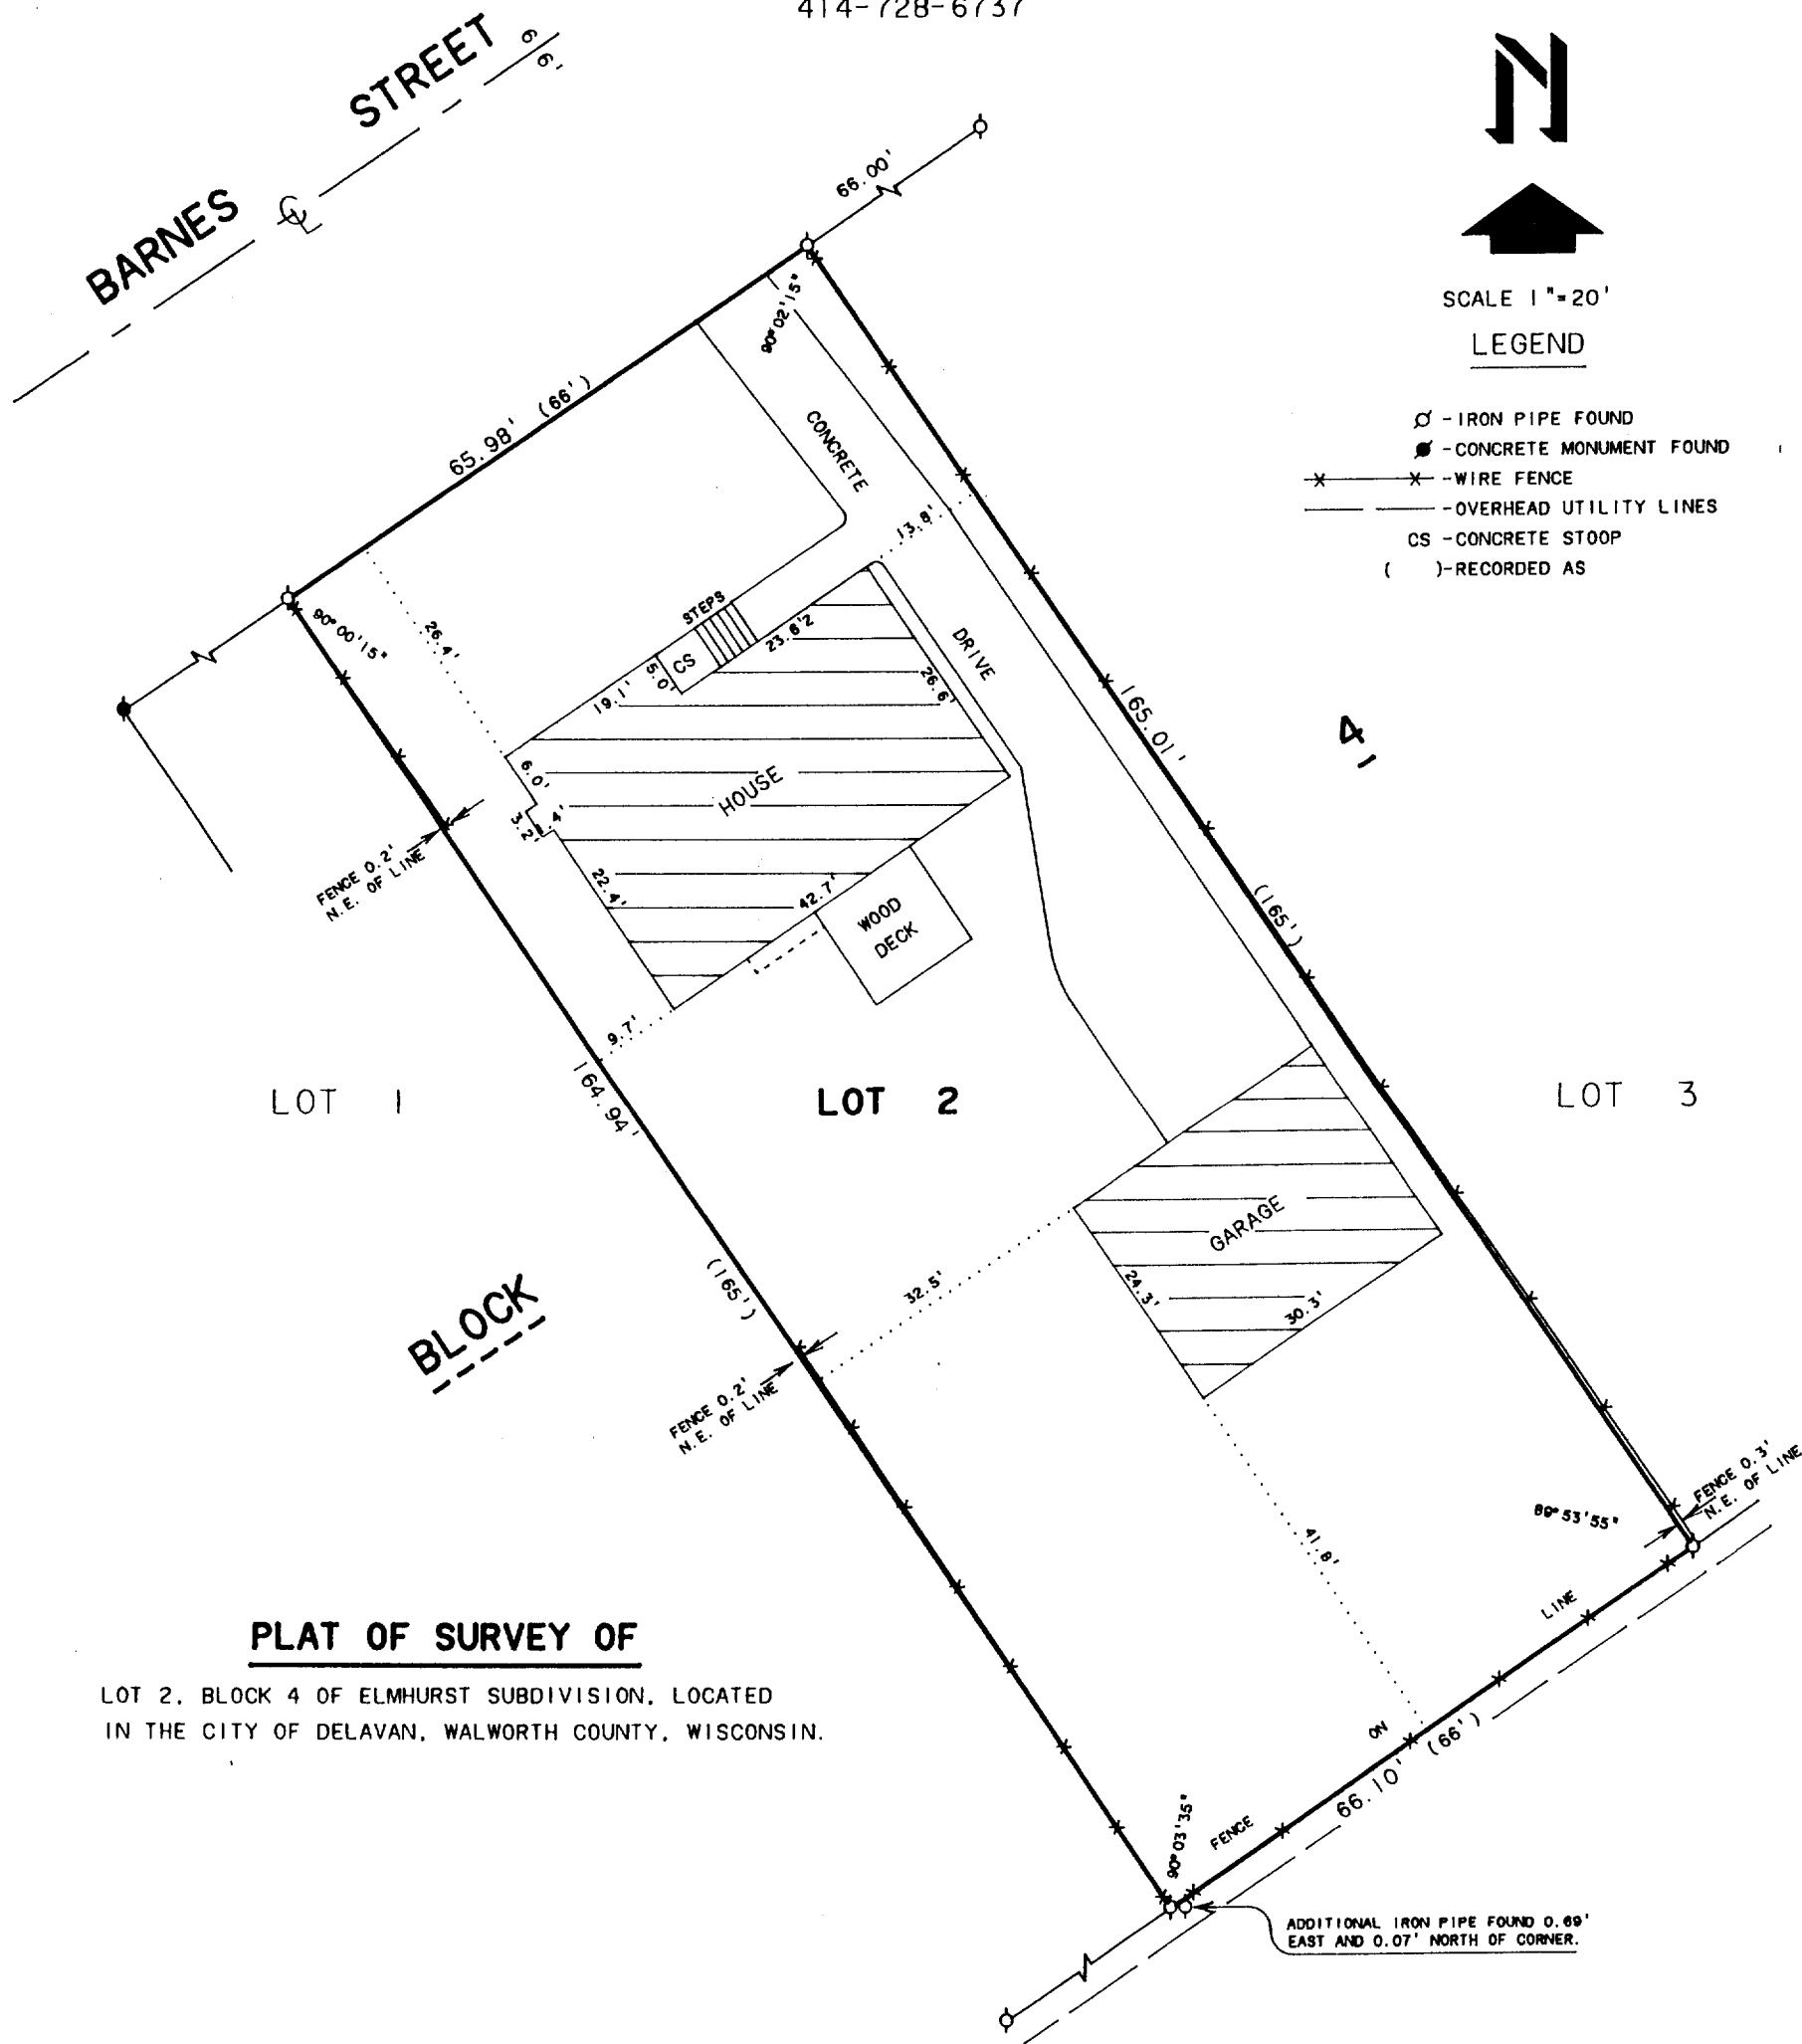 414-728-6737
BARNES STREET
66'
℄
N
SCALE 1"=20'
LEGEND
-IRON PIPE FOUND
-CONCRETE MONUMENT FOUND
-WIRE FENCE
-OVERHEAD UTILITY LINES
CS -CONCRETE STOOP
( )-RECORDED AS
66.00'
65.98' (66')
90°02'15"
90°00'15"
CONCRETE
DRIVE
13.8'
26.4'
STEPS
CS
5.0'
23.6'2
19.1'
26.6'
6.0'
3.2'
1.4'
HOUSE
22.4'
42.7'
WOOD
DECK
9.7'
FENCE 0.2'
N.E. OF LINE
165.01'
(165')
4
LOT 1
LOT 2
LOT 3
164.94'
(165')
BLOCK
FENCE 0.2'
N.E. OF LINE
32.5'
GARAGE
24.3'
30.3'
41.8'
89°53'55"
FENCE 0.3'
N.E. OF LINE
FENCE ON LINE
66.10' (66')
90°03'35"
ADDITIONAL IRON PIPE FOUND 0.69'
EAST AND 0.07' NORTH OF CORNER.
PLAT OF SURVEY OF
LOT 2, BLOCK 4 OF ELMHURST SUBDIVISION, LOCATED
IN THE CITY OF DELAVAN, WALWORTH COUNTY, WISCONSIN.